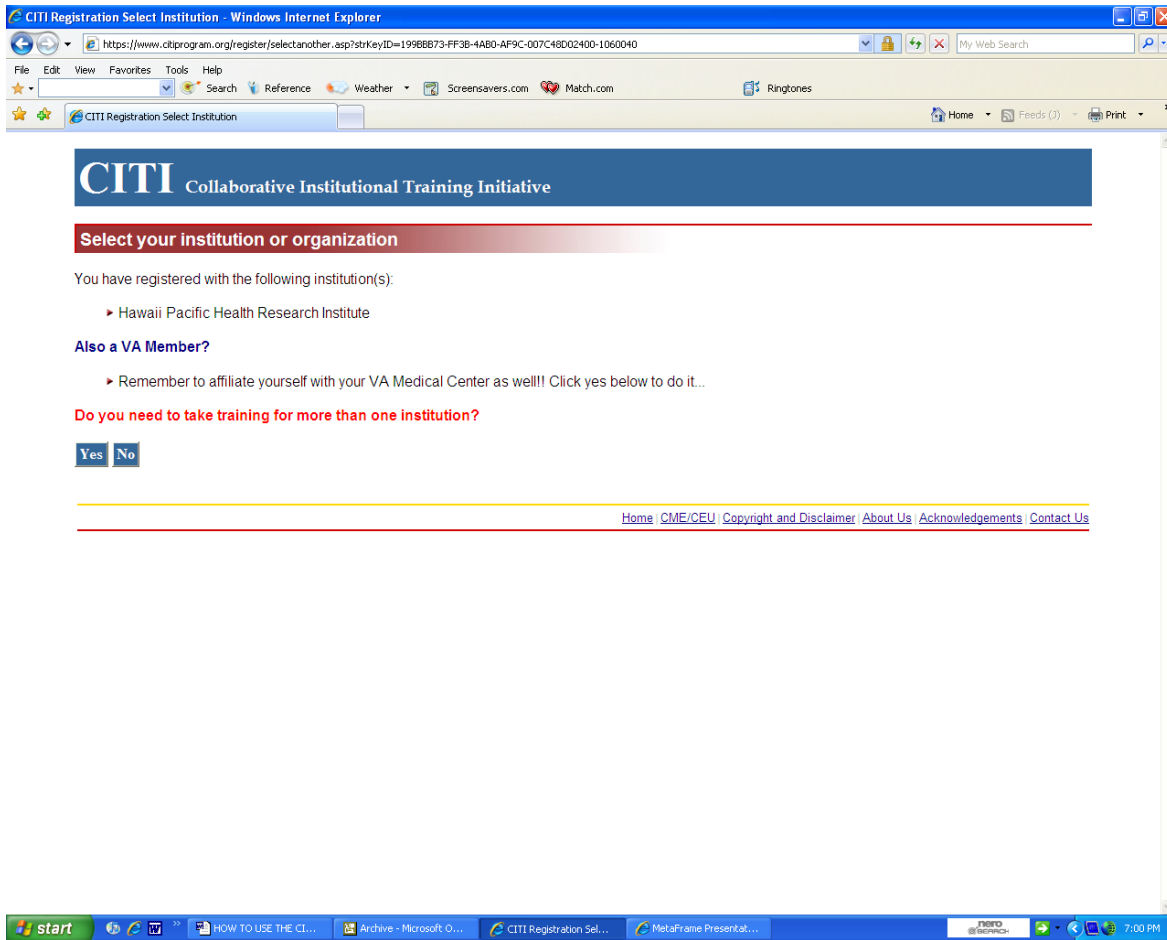 CITI Registration Select Institution - Windows Internet Explorer
https://www.citiprogram.org/register/selectanother.asp?strKeyID=199BBB73-FF3B-4AB0-AF9C-007C48D02400-1060040
My Web Search
File Edit View Favorites Tools Help
Search Reference Weather Screensavers.com Match.com Ringtones
CITI Registration Select Institution
Home Feeds (J) Print
CITI Collaborative Institutional Training Initiative
Select your institution or organization
You have registered with the following institution(s):
Hawaii Pacific Health Research Institute
Also a VA Member?
Remember to affiliate yourself with your VA Medical Center as well!! Click yes below to do it...
Do you need to take training for more than one institution?
Yes No
Home | CME/CEU | Copyright and Disclaimer | About Us | Acknowledgements | Contact Us
start HOW TO USE THE CI... Archive - Microsoft O... CITI Registration Sel... MetaFrame Presentat... nero 7:00 PM
@SEARCH